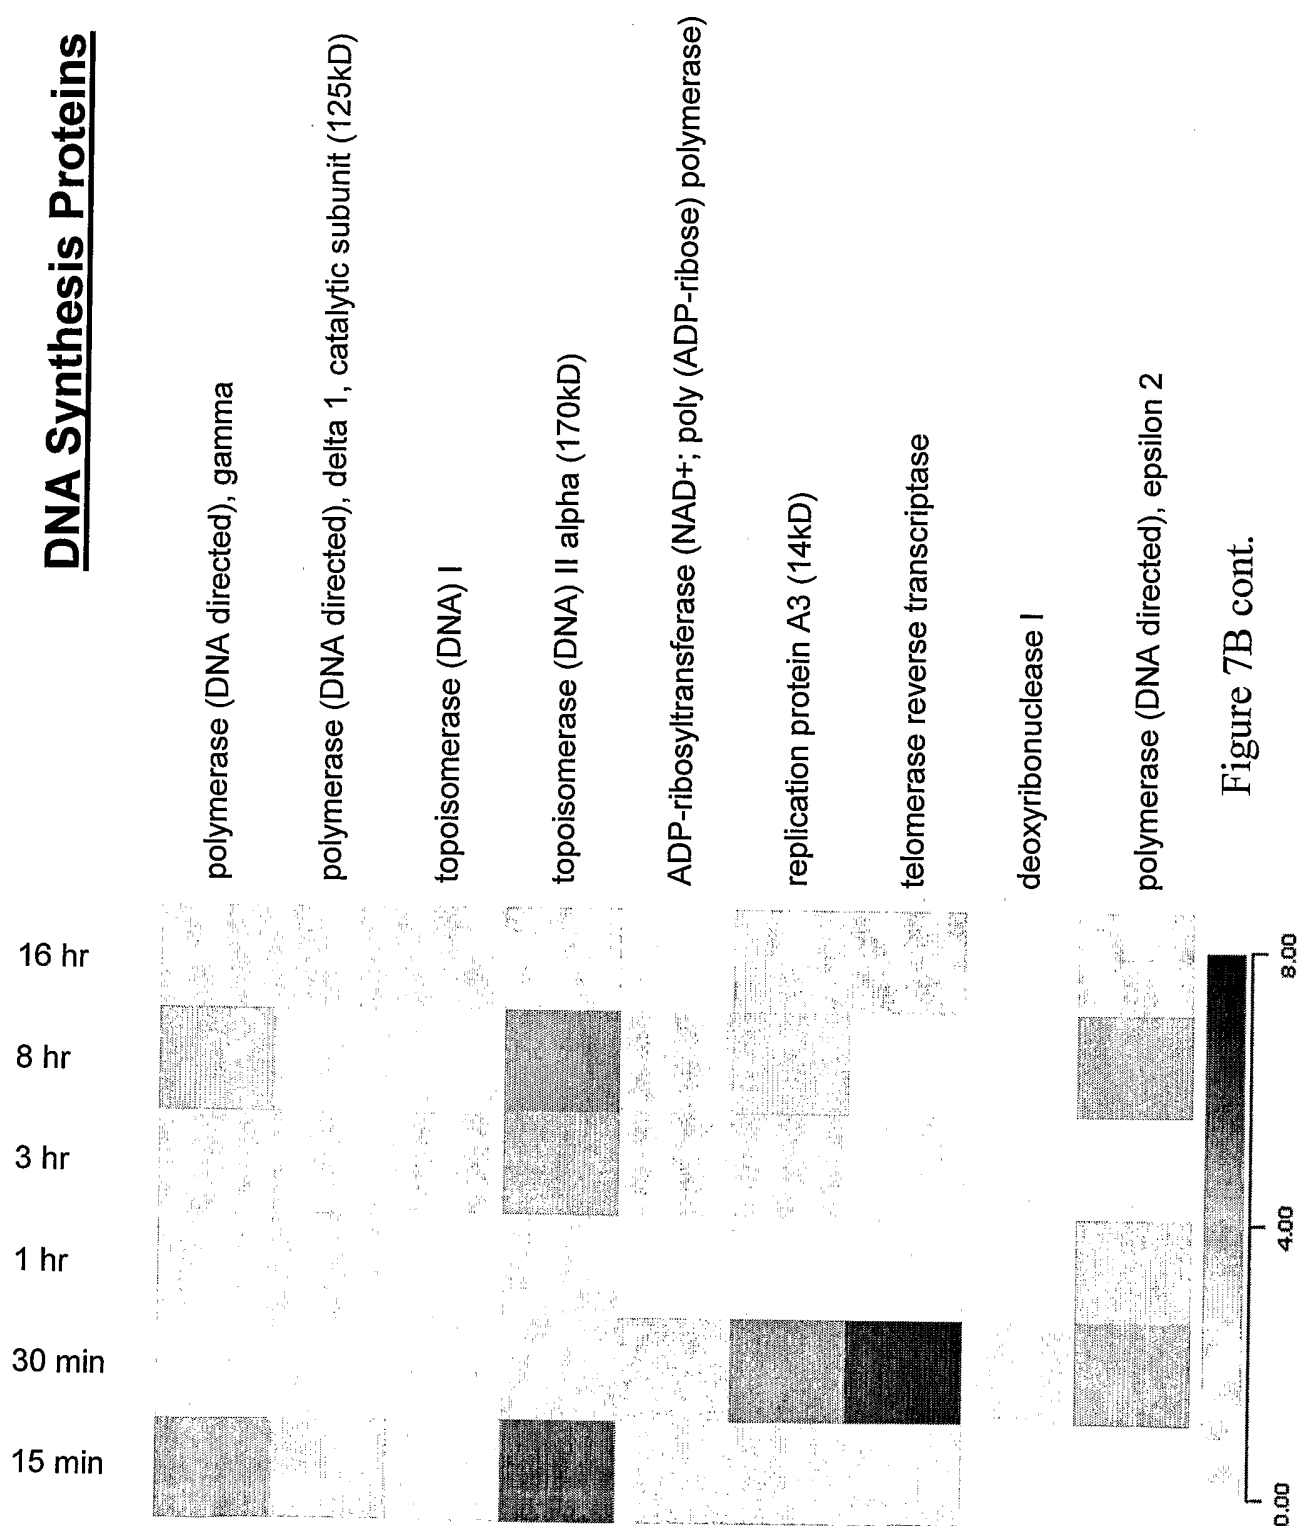 DNA Synthesis Proteins
15 min
30 min
1 hr
3 hr
8 hr
16 hr
polymerase (DNA directed), gamma
polymerase (DNA directed), delta 1, catalytic subunit (125kD)
topoisomerase (DNA) I
topoisomerase (DNA) II alpha (170kD)
ADP-ribosyltransferase (NAD+; poly (ADP-ribose) polymerase)
replication protein A3 (14kD)
telomerase reverse transcriptase
deoxyribonuclease I
polymerase (DNA directed), epsilon 2
0.00
4.00
8.00
Figure 7B cont.